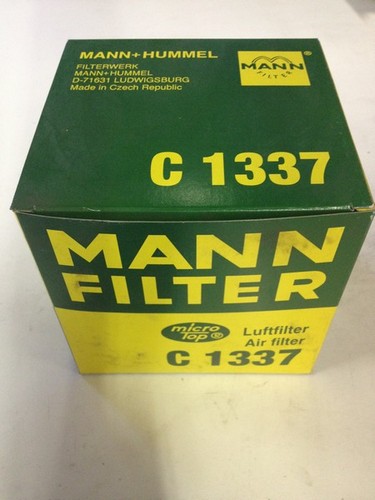 MANN+HUMMEL
FILTERWERK
MANN+HUMMEL
D-71631 LUDWIGSBURG
Made in Czech Republic
MANN
FILTER
®
C 1337
MANN
FILTER
micro
top®
Luftfilter
Air filter
C 1337